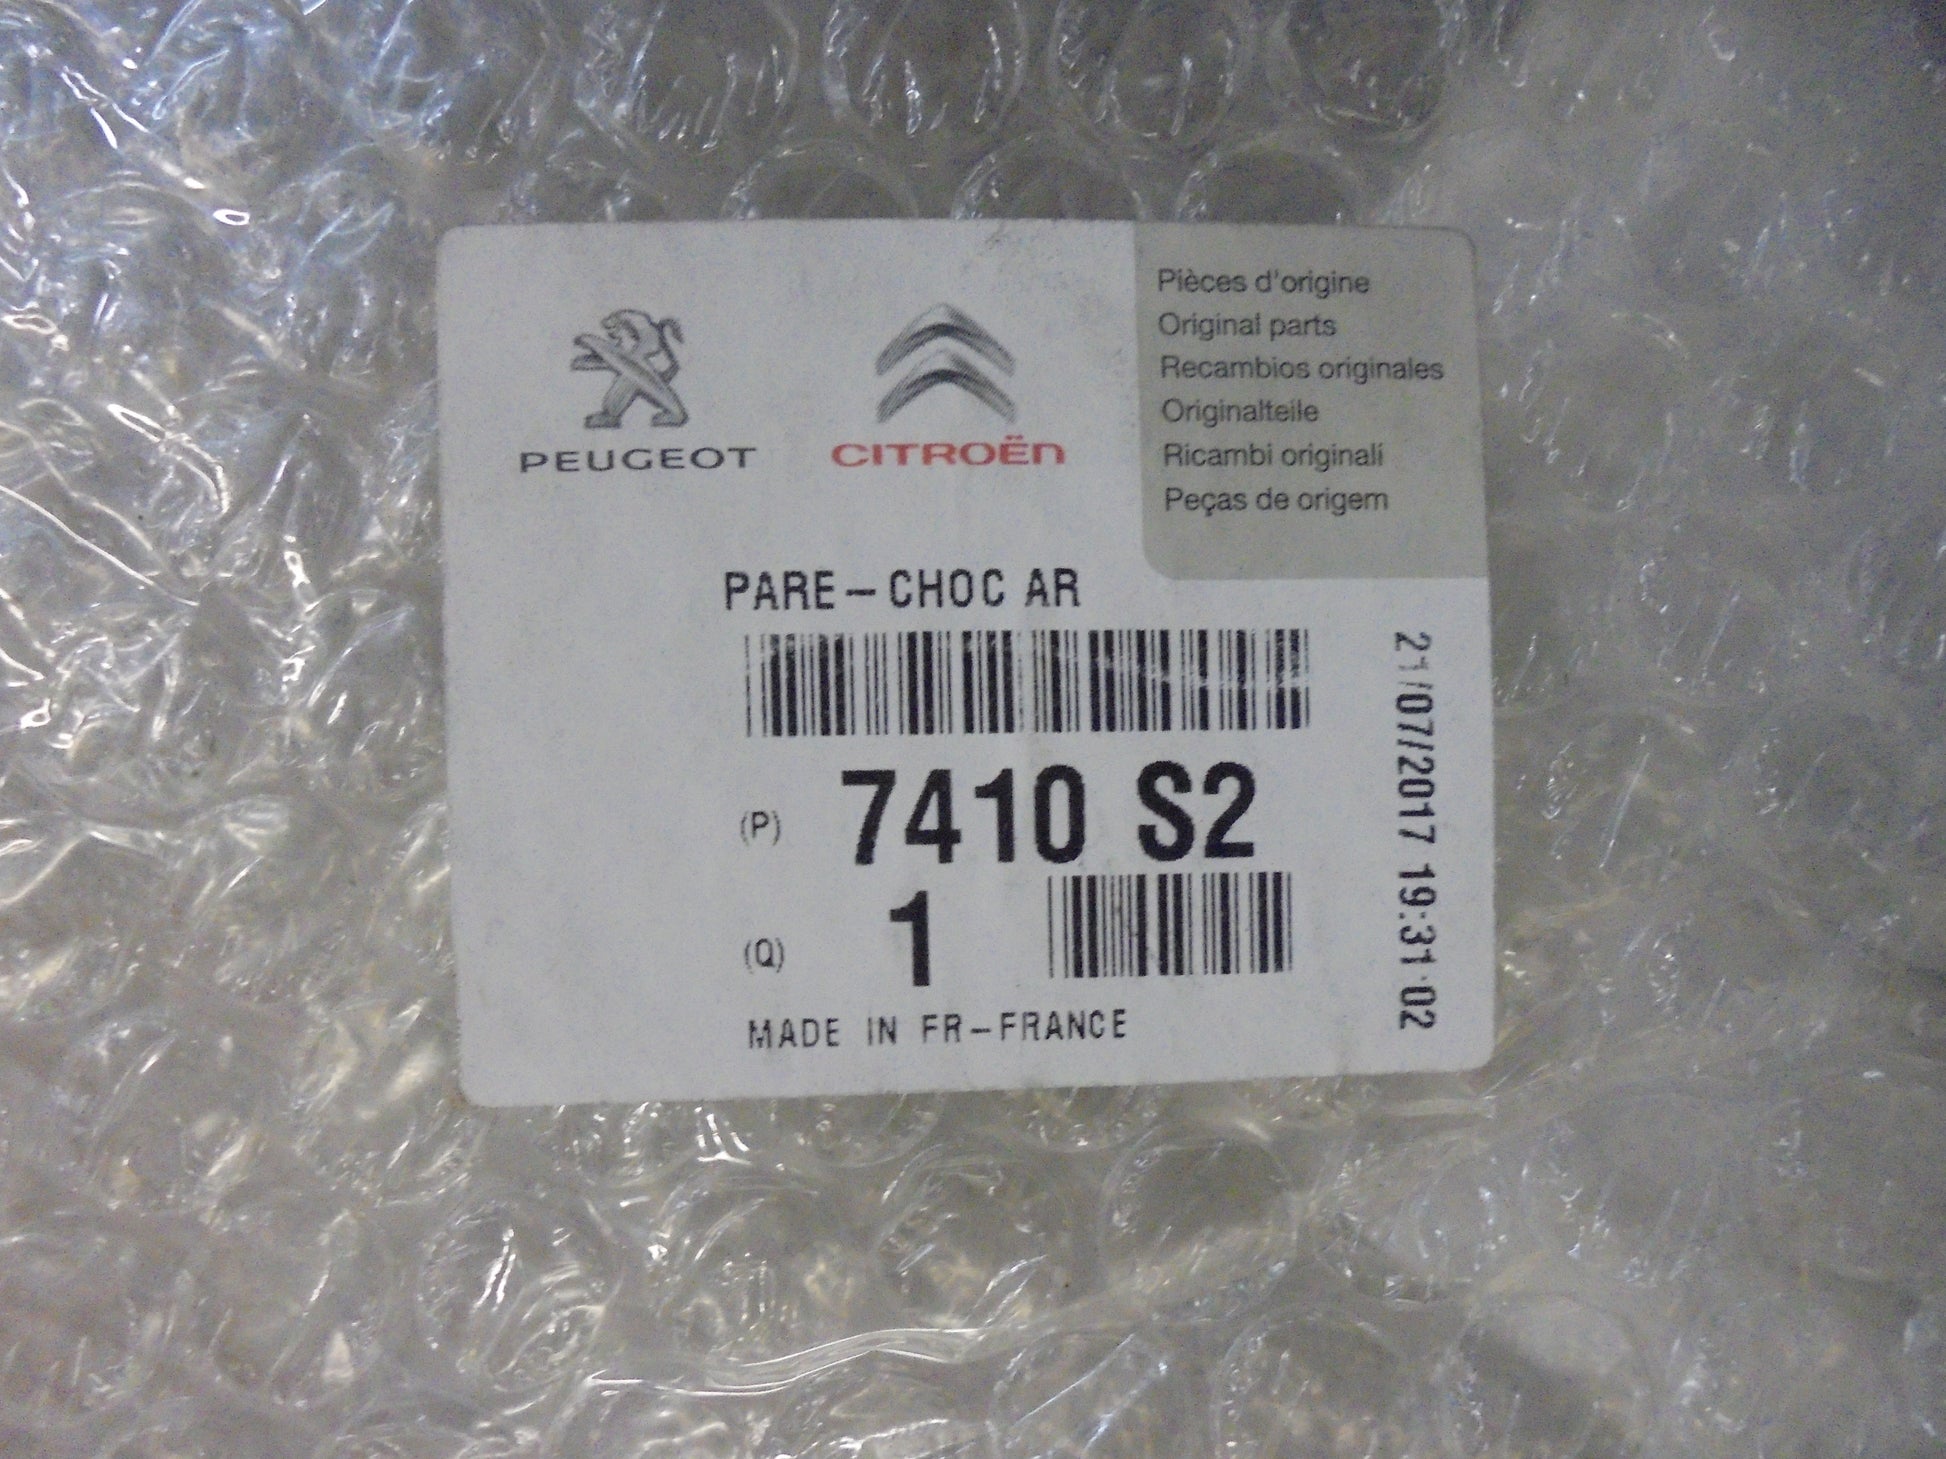 PEUGEOT
CITROËN
Pièces d'origine
Original parts
Recambios originales
Originalteile
Ricambi originali
Peças de origem
PARE-CHOC AR
(P) 7410 S2
(Q) 1
MADE IN FR-FRANCE
21/07/2017 19:31:02